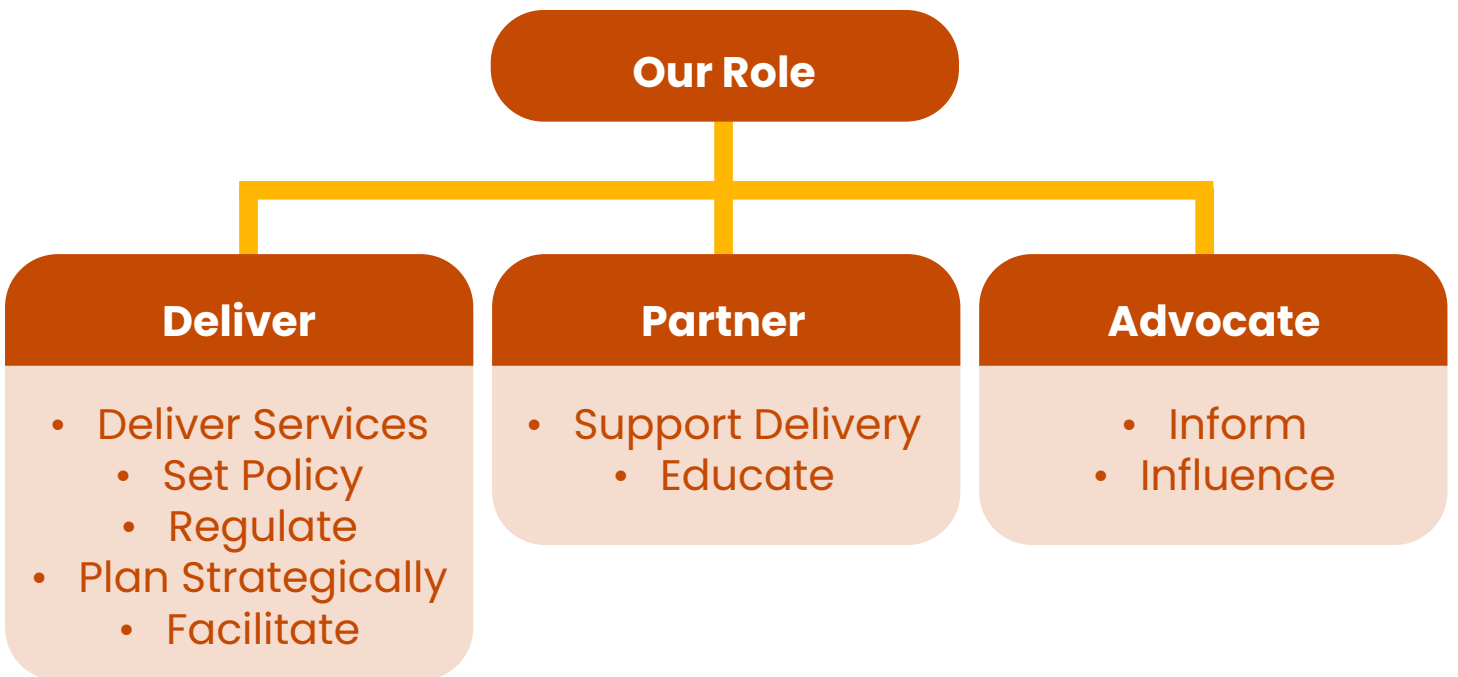 Our Role
Deliver
• Deliver Services
• Set Policy
• Regulate
• Plan Strategically
• Facilitate
Partner
• Support Delivery
• Educate
Advocate
• Inform
• Influence